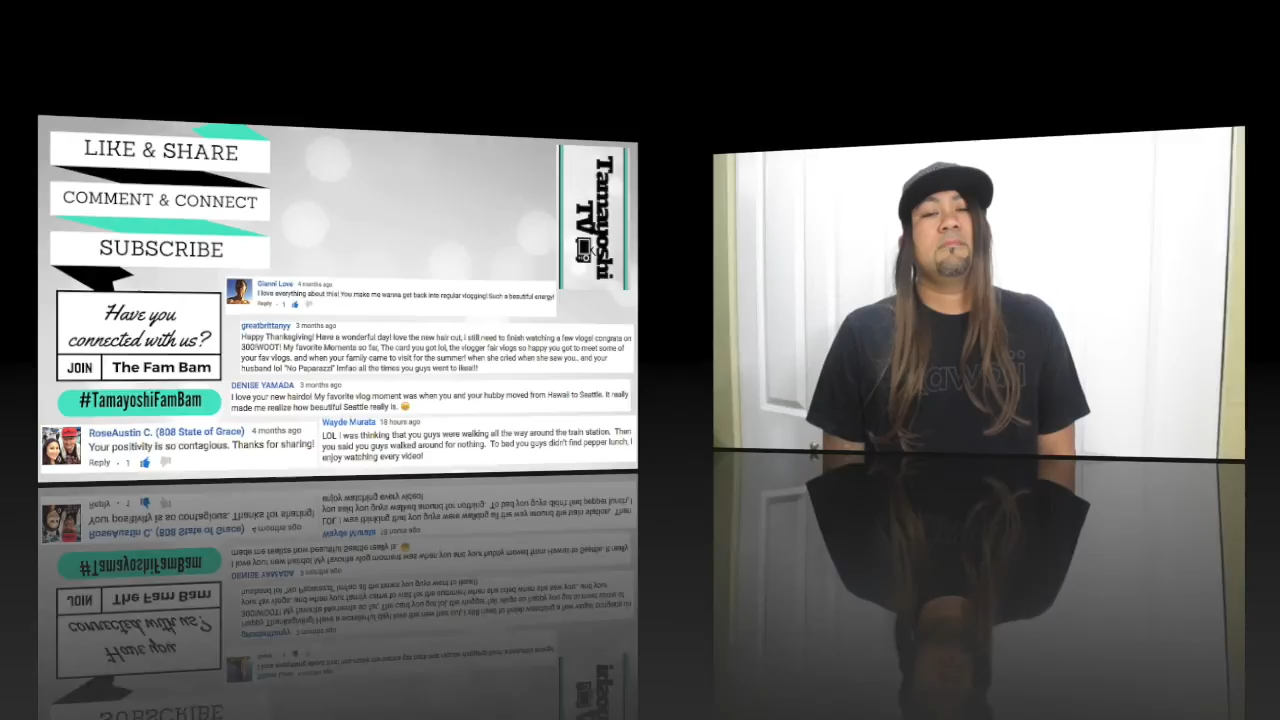 LIKE & SHARE
COMMENT & CONNECT
SUBSCRIBE
Tamayoshi
TV
Have you
connected with us?
JOIN The Fam Bam
#TamayoshiFamBam
Gianni Love 4 months ago
I love everything about this! You make me wanna get back into regular vlogging! Such a beautiful energy!
Reply · 1
greatbrittanyy 3 months ago
Happy Thanksgiving! Have a wonderful day! love the new hair cut, i still need to finish watching a few vlogs! congrats on
300!WOOT! My favorite Moments so far, The card you got lol, the vlogger fair vlogs so happy you got to meet some of
your fav vlogs, and when your family came to visit for the summer! when she cried when she saw you.. and your
husband lol "No Paparazzi" lmfao all the times you guys went to ikea!!
DENISE YAMADA 3 months ago
I love your new hairdo! My favorite vlog moment was when you and your hubby moved from Hawaii to Seattle. It really
made me realize how beautiful Seattle really is. 😄
RoseAustin C. (808 State of Grace) 4 months ago
Your positivity is so contagious. Thanks for sharing!
Reply · 1
Wayde Murata 18 hours ago
LOL I was thinking that you guys were walking all the way around the train station. Then
you said you guys walked around for nothing. To bad you guys didn't find pepper lunch, I
enjoy watching every video!